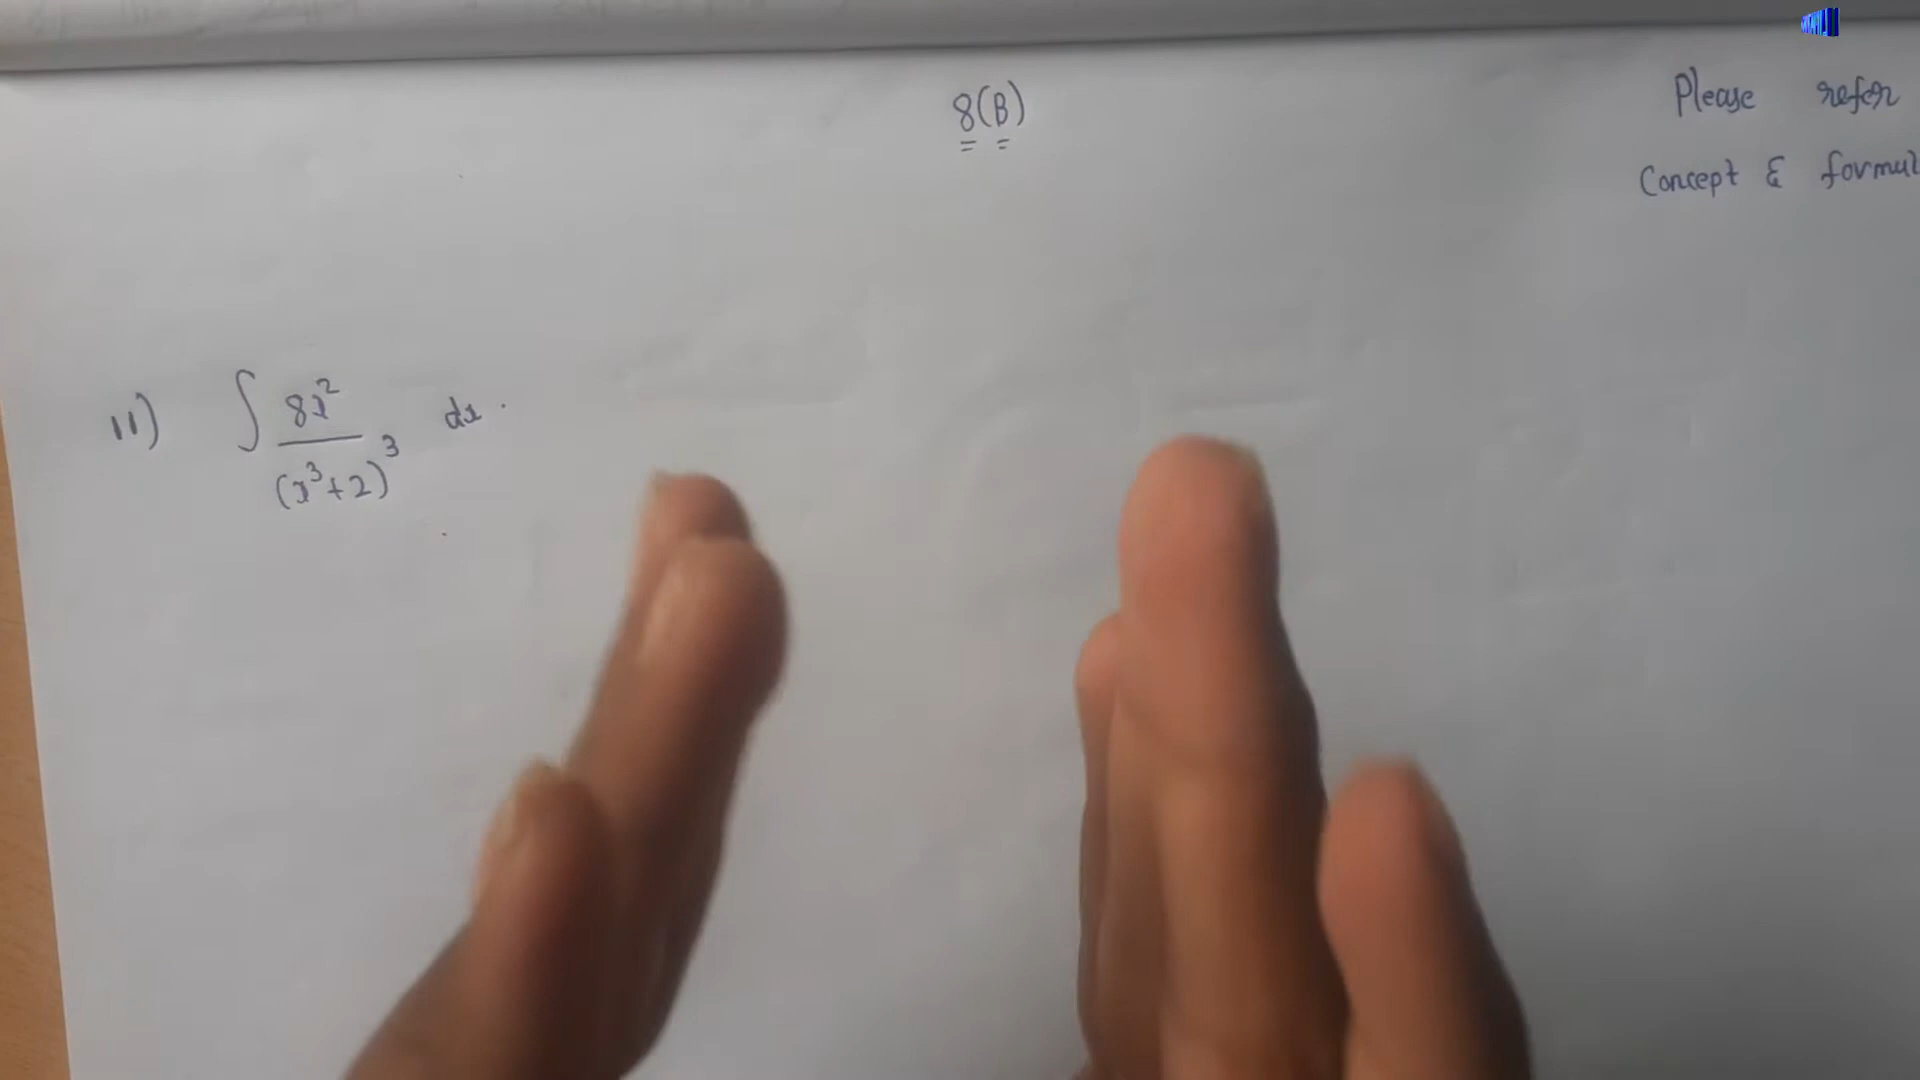 8(B)
Please refer
Concept & formul
11) ∫ 8x²/(x³+2)³ dx.